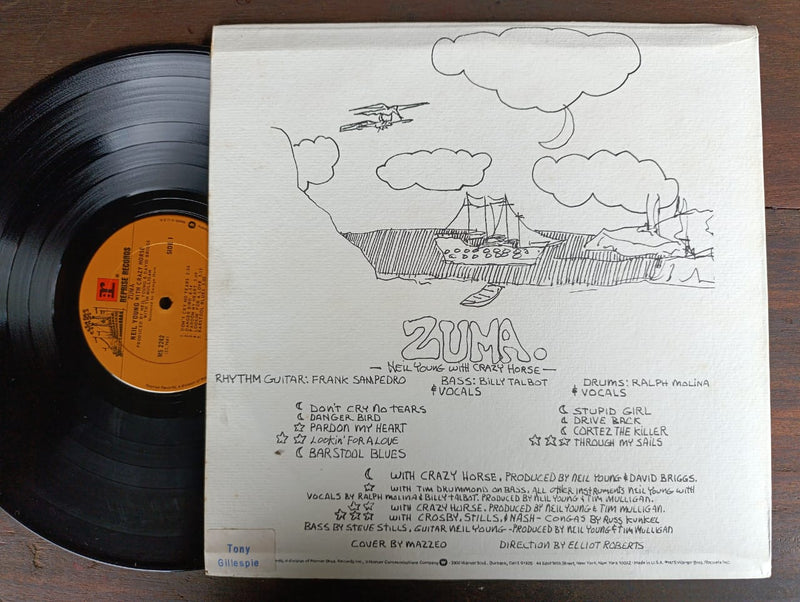 ZUMA.
- NEIL YOUNG WITH CRAZY HORSE -
RHYTHM GUITAR: FRANK SAMPEDRO
BASS: BILLY TALBOT
& VOCALS
DRUMS: RALPH MOLINA
& VOCALS
DON'T CRY NO TEARS
DANGER BIRD
PARDON MY HEART
LOOKIN' FOR A LOVE
BARSTOOL BLUES
STUPID GIRL
DRIVE BACK
CORTEZ THE KILLER
THROUGH MY SAILS
WITH CRAZY HORSE, PRODUCED BY NEIL YOUNG & DAVID BRIGGS.
WITH TIM DRUMMOND ON BASS, ALL OTHER INSTRUMENTS NEIL YOUNG WITH
VOCALS BY RALPH MOLINA & BILLY TALBOT. PRODUCED BY NEIL YOUNG & TIM MULLIGAN.
WITH CRAZY HORSE, PRODUCED BY NEIL YOUNG & TIM MULLIGAN.
WITH CROSBY, STILLS, & NASH - CONGAS BY RUSS KUNKEL
BASS BY STEVE STILLS, GUITAR NEIL YOUNG - PRODUCED BY NEIL YOUNG & TIM MULLIGAN
COVER BY MAZZEO
DIRECTION BY ELLIOT ROBERTS
Tony
Gillespie
REPRISE RECORDS
NEIL YOUNG WITH CRAZY HORSE
ZUMA
SIDE 1
MS 2242